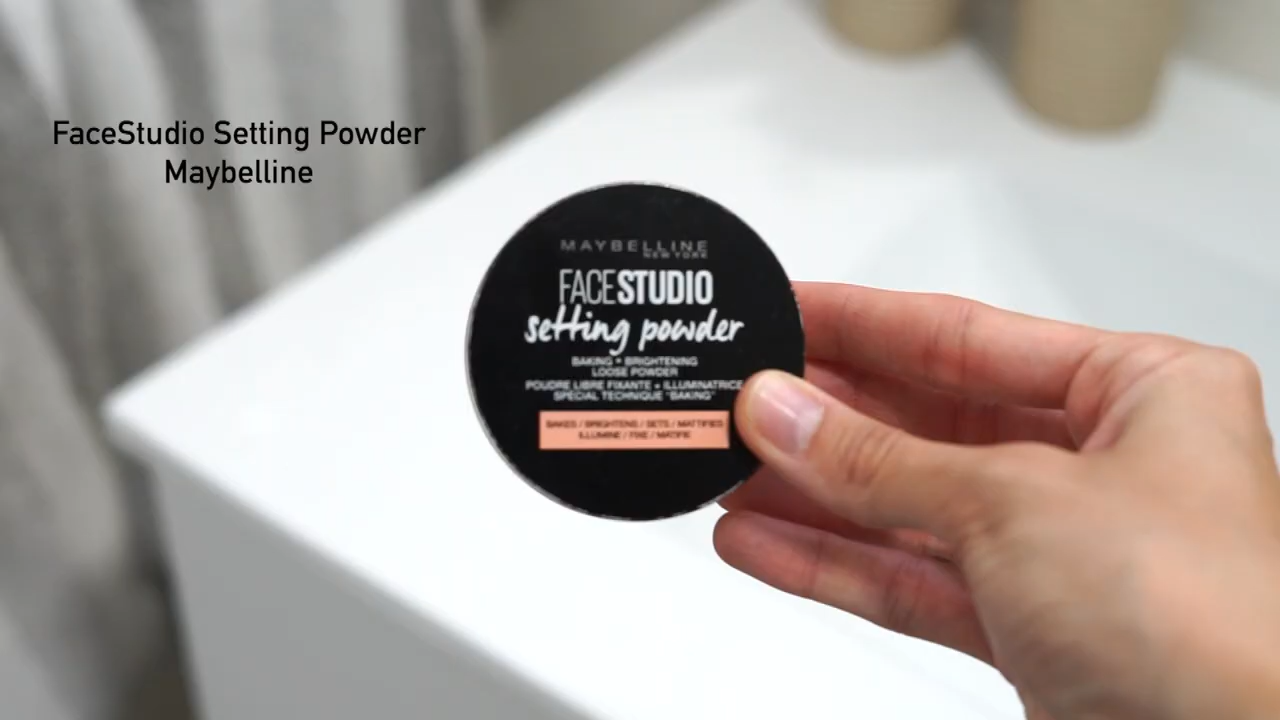 FaceStudio Setting Powder
Maybelline
MAYBELLINE
NEW YORK
FACESTUDIO
setting powder
BAKING + BRIGHTENING
LOOSE POWDER
POUDRE LIBRE FIXANTE + ILLUMINATRICE
SPÉCIAL TECHNIQUE "BAKING"
BAKES / BRIGHTENS / SETS / MATTIFIES
ILLUMINE / FIXE / MATIFIE